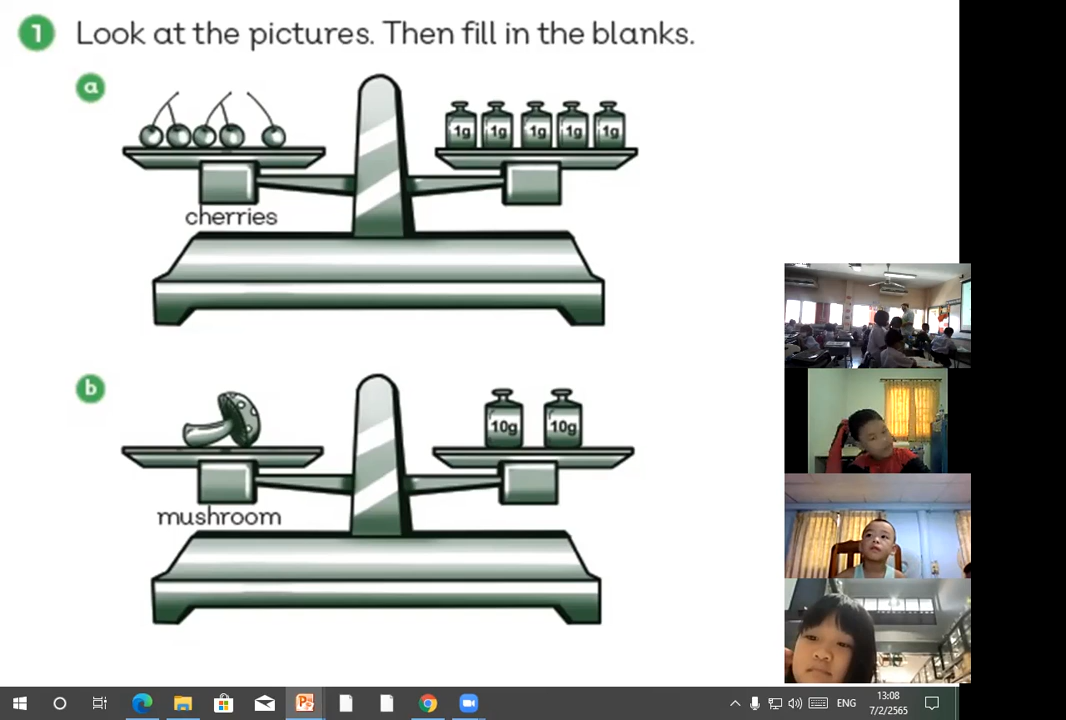 1 Look at the pictures. Then fill in the blanks.
a
1g 1g 1g 1g 1g
cherries
b
10g 10g
mushroom
ENG
13:08
7/2/2565